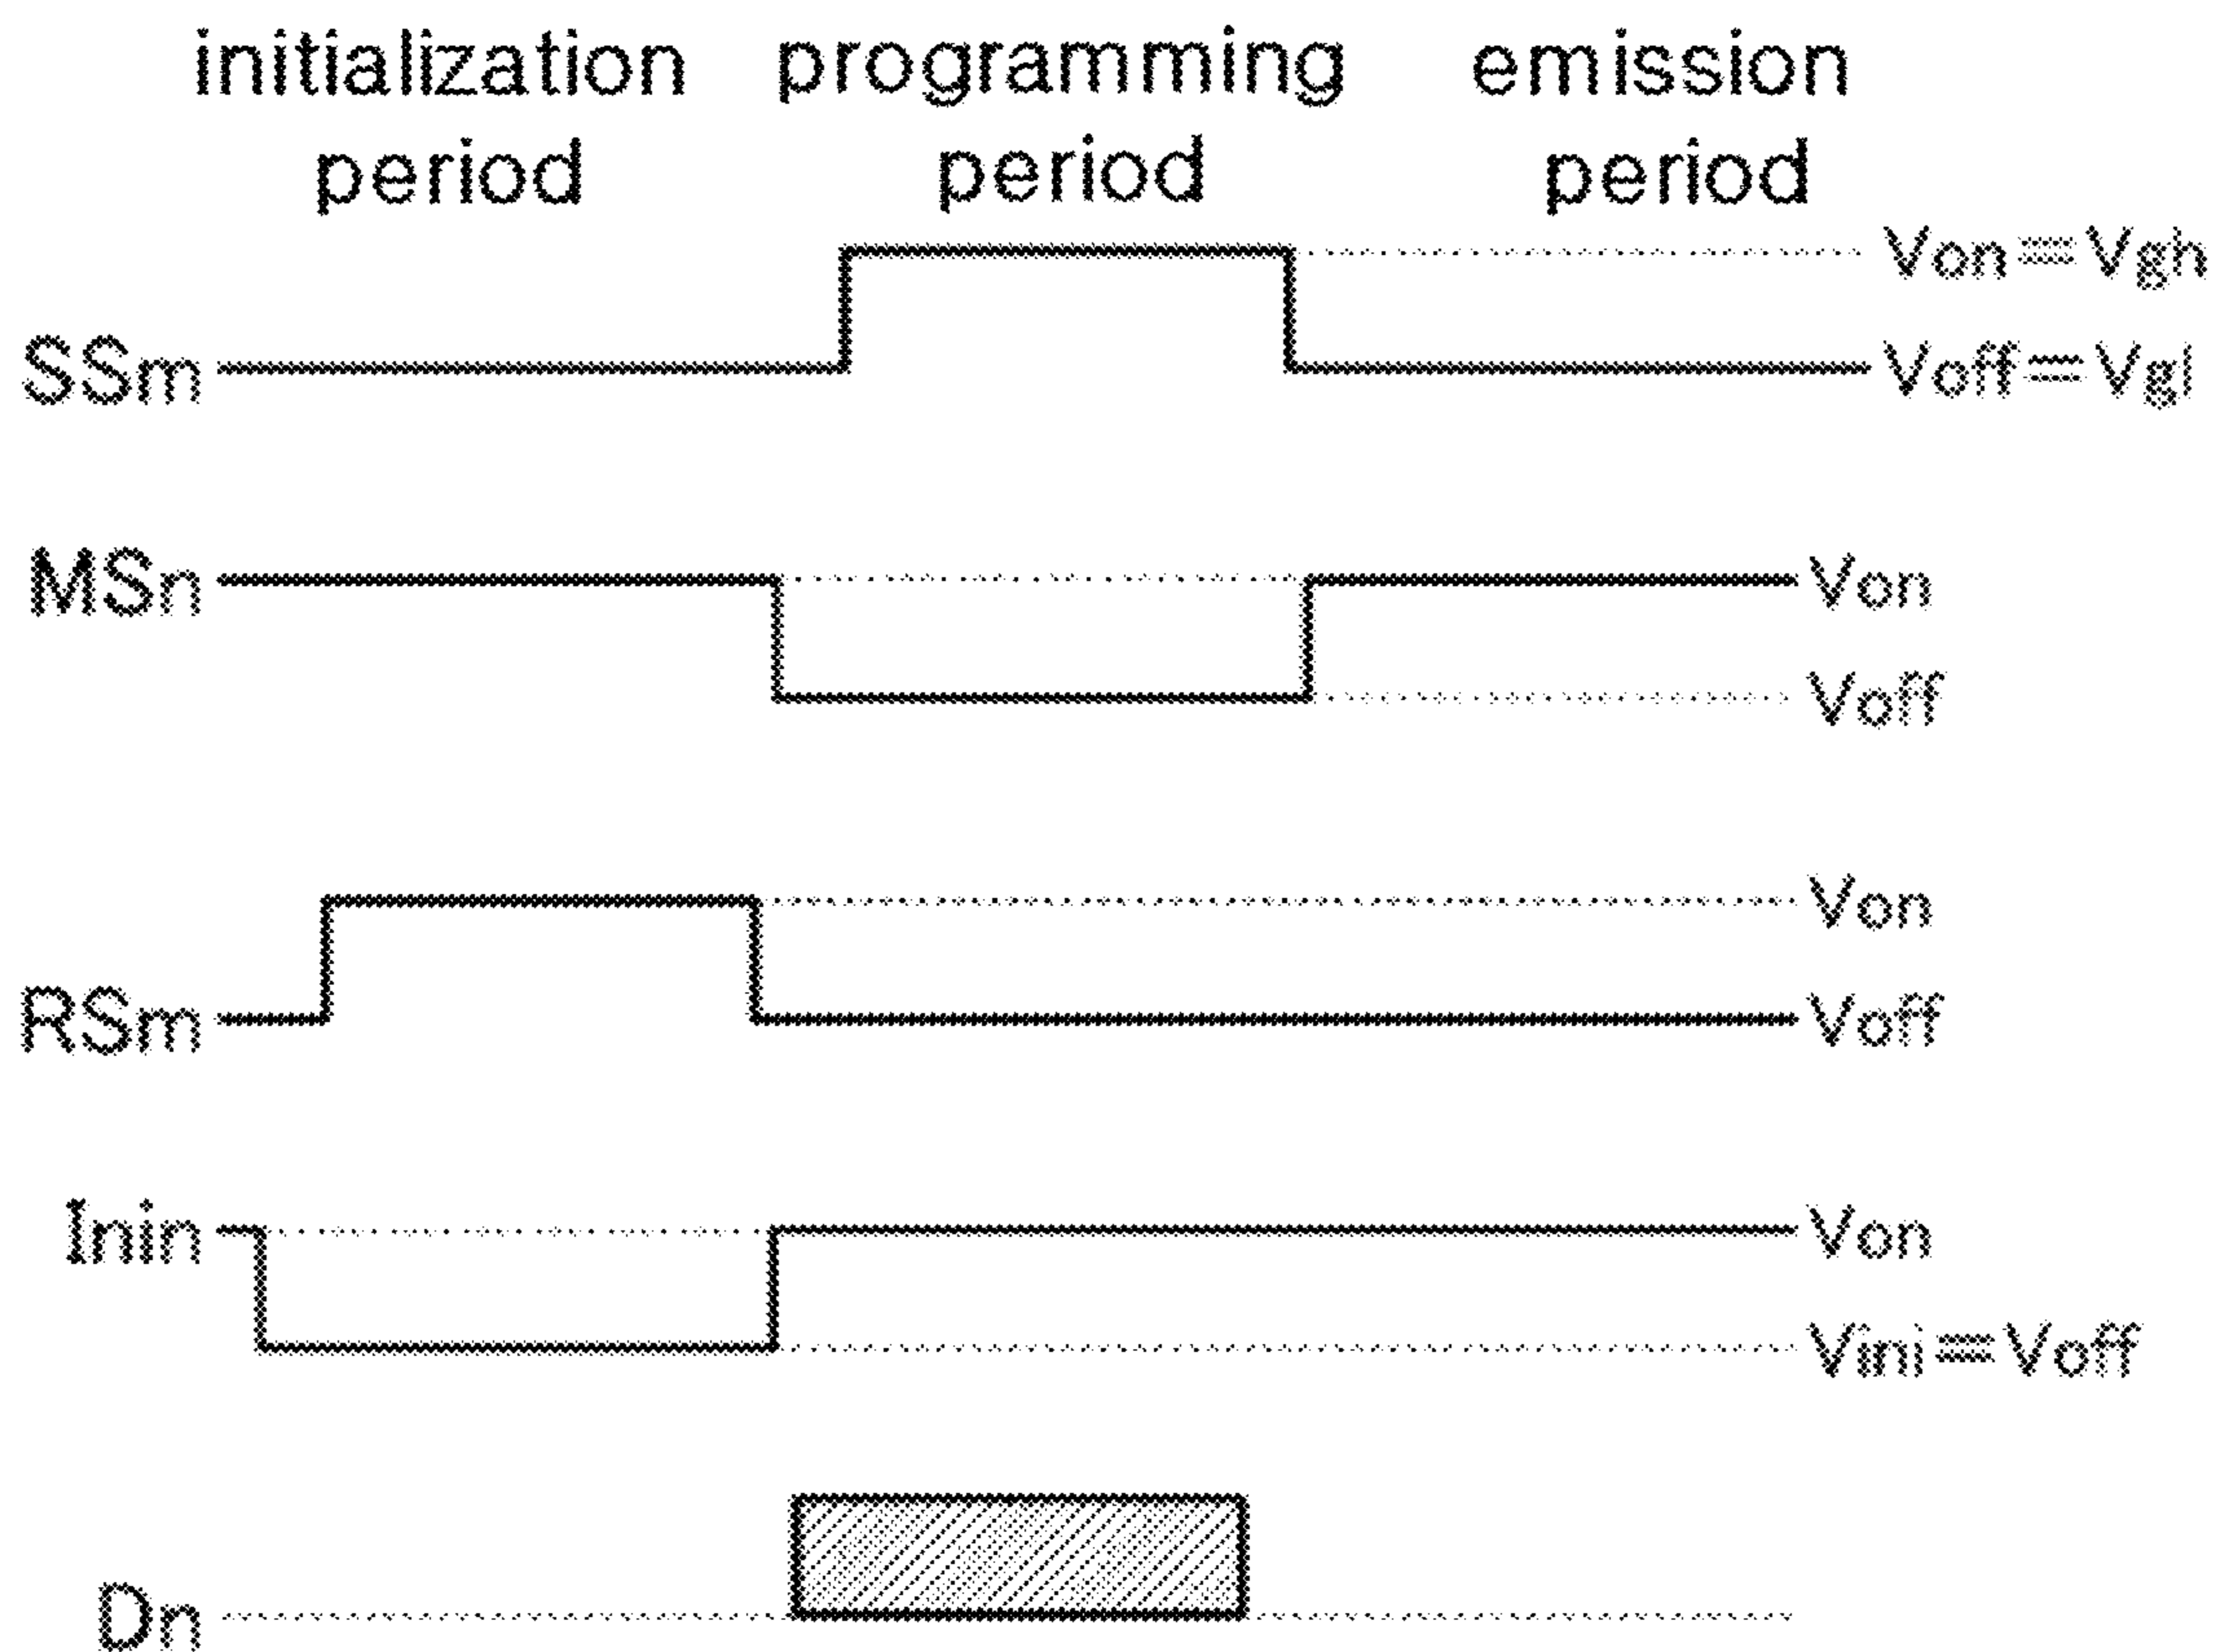 initialization programming emission
period period period
Von=Vgh
SSm Voff=Vgl
MSn Von
Voff
Von
RSm Voff
Inin Von
Vini=Voff
Dn